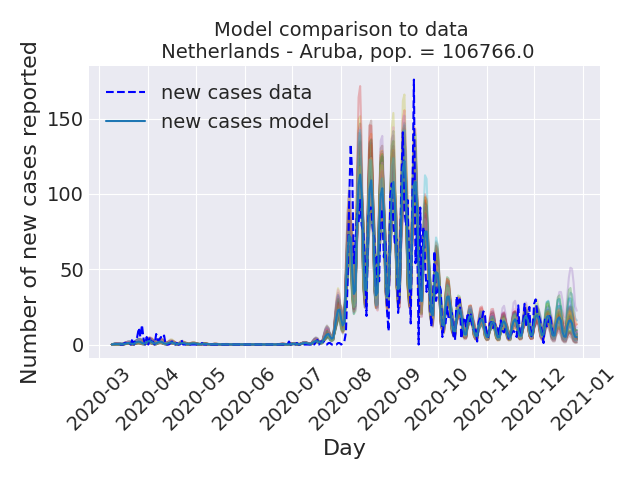 Model comparison to data
Netherlands - Aruba, pop. = 106766.0
new cases data
new cases model
Number of new cases reported
150
100
50
0
2020-03
2020-04
2020-05
2020-06
2020-07
2020-08
2020-09
2020-10
2020-11
2020-12
2021-01
Day